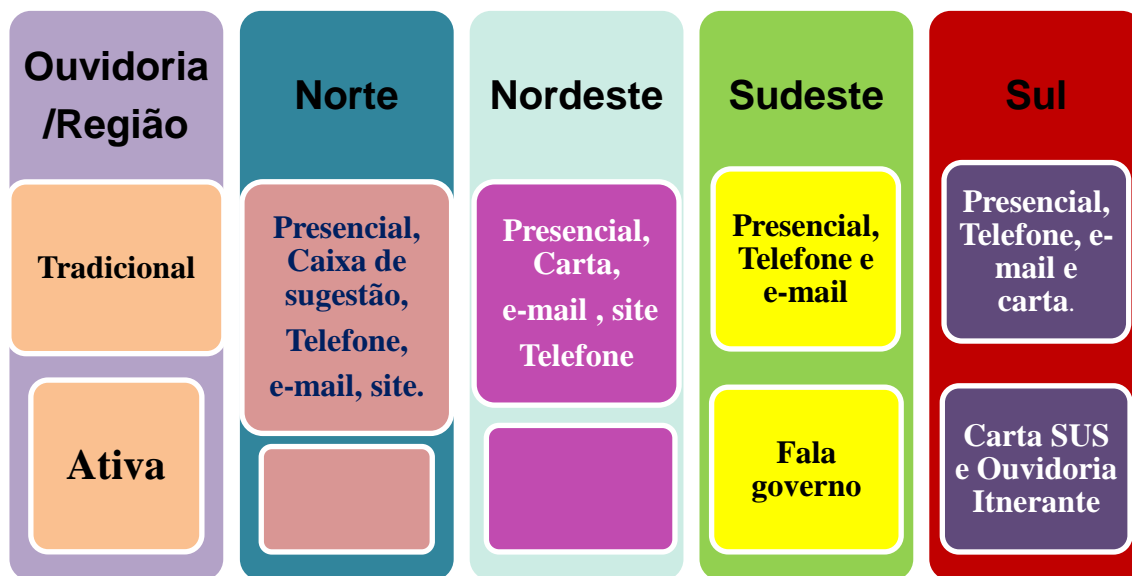 Ouvidoria
/Região
Norte
Nordeste
Sudeste
Sul
Tradicional
Presencial,
Caixa de
sugestão,
Telefone,
e-mail, site.
Presencial,
Carta,
e-mail , site
Telefone
Presencial,
Telefone e
e-mail
Presencial,
Telefone, e-
mail e
carta.
Ativa
Fala
governo
Carta SUS
e Ouvidoria
Itnerante